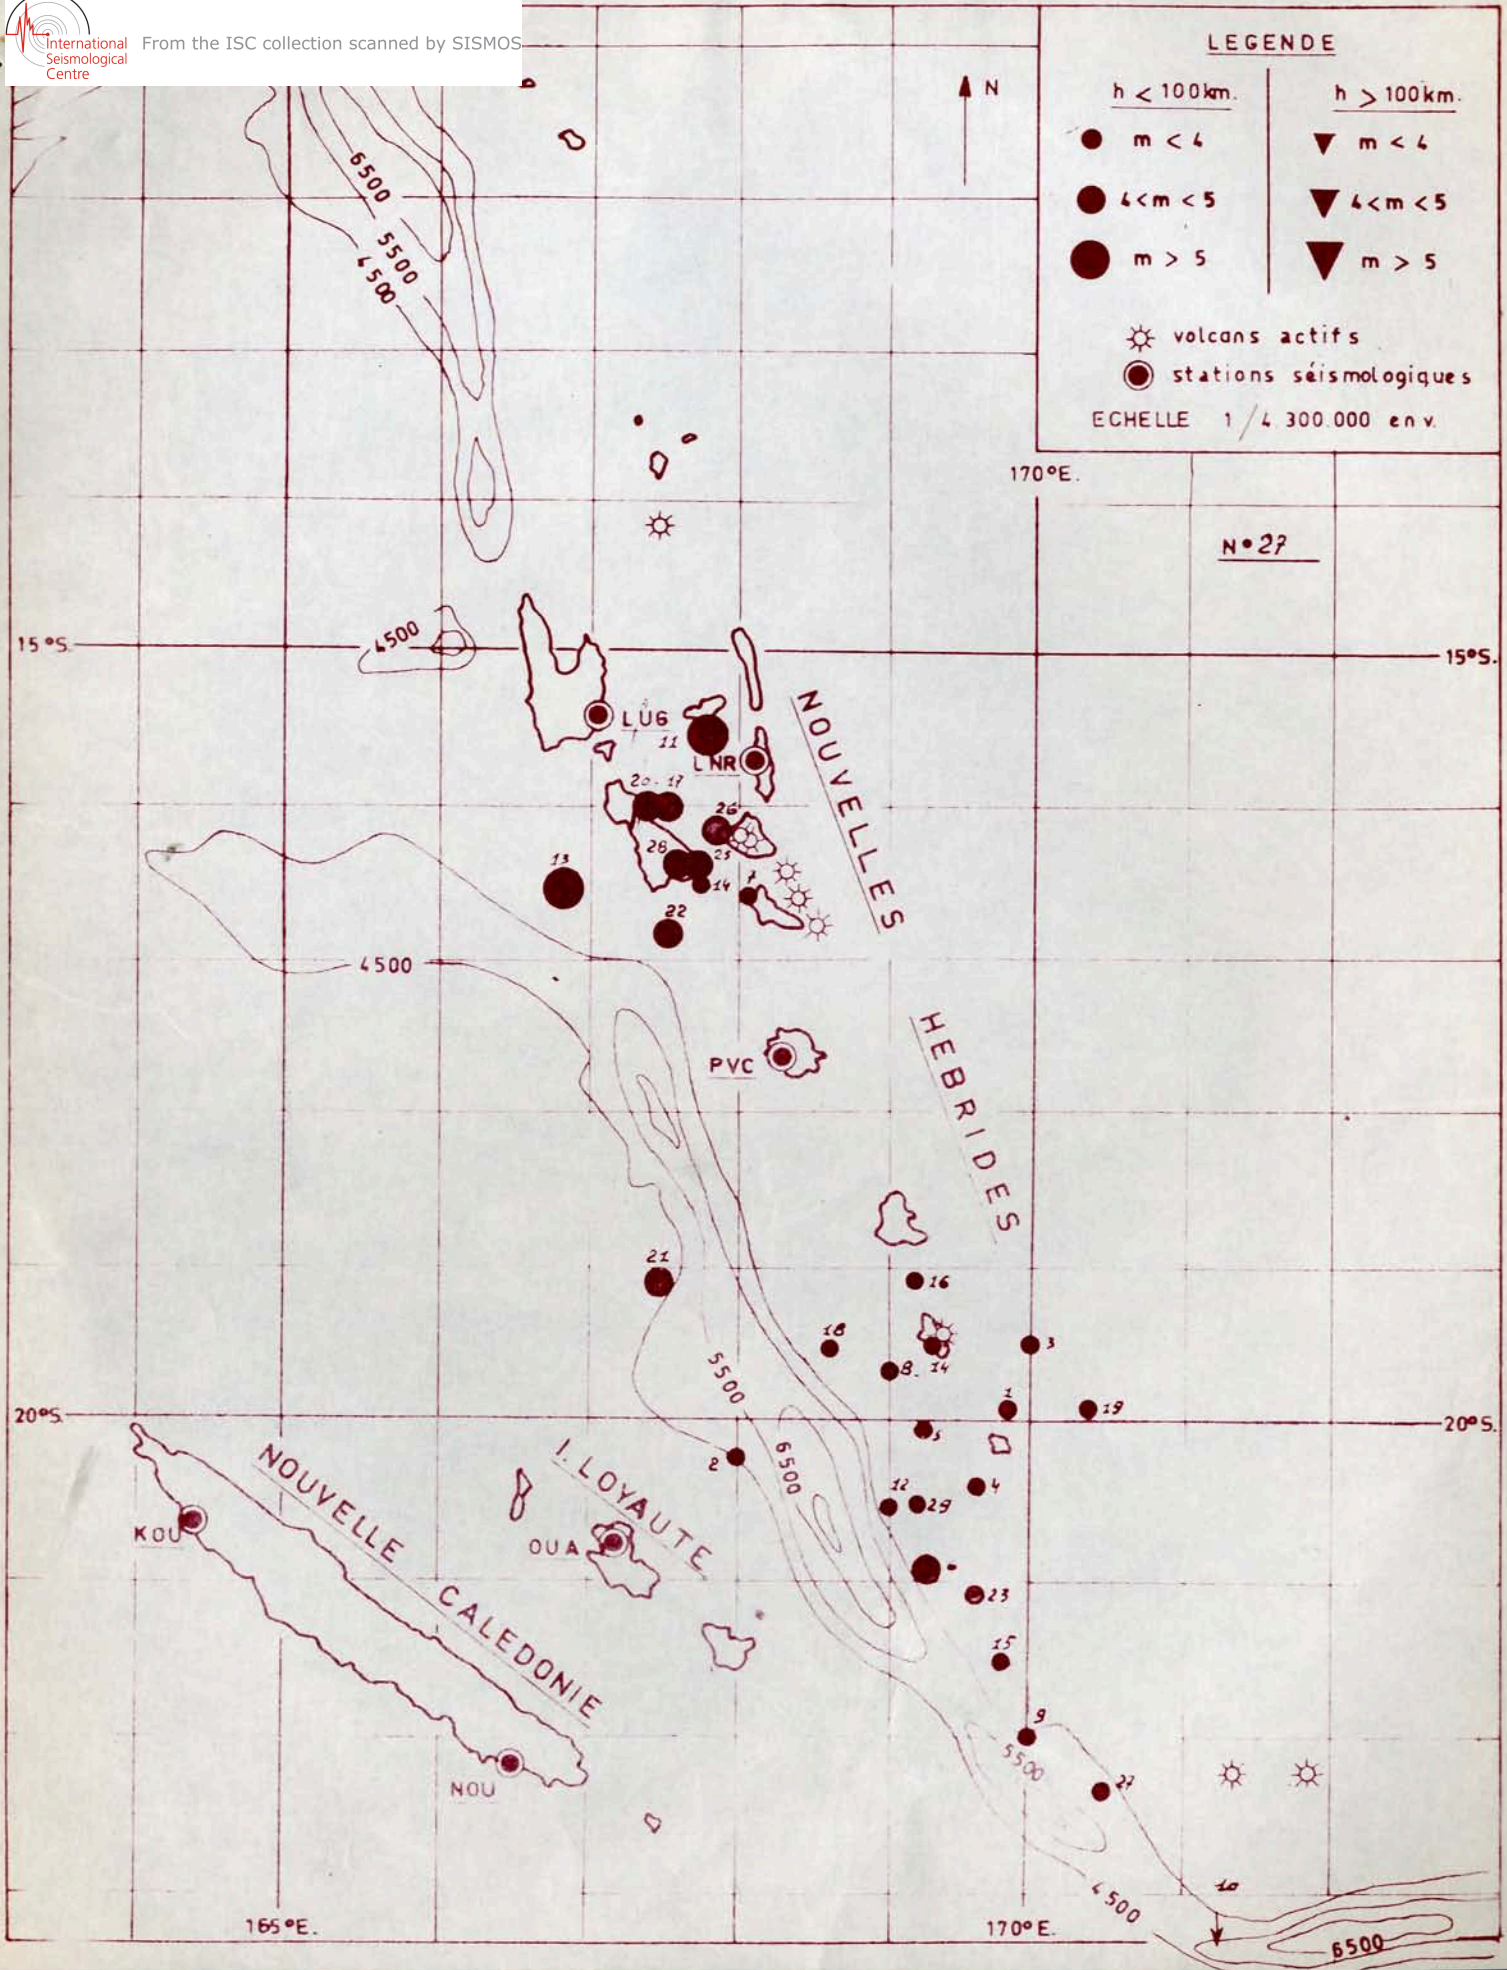 International
Seismological
Centre
From the ISC collection scanned by SISMOS
LEGENDE
h < 100km.
h > 100km.
m < 4
m < 4
4<m < 5
4<m < 5
m > 5
m > 5
volcans actifs
stations séismologiques
ECHELLE 1/4.300.000 env.
N
6500
5500
4500
170°E.
N°27
15°S.
4500
15°S.
LUG
11
LNR
NOUVELLES
20. 17
26
13
28
25
14
7
22
4500
PVC
HEBRIDES
21
16
18
3
8.
14
5500
1
19
20°S.
20°S.
5
2
6500
4
12
29
NOUVELLE CALEDONIE
I. LOYAUTE
KOU
OUA
23
15
9
5500
27
NOU
10
4500
165°E.
170°E.
6500